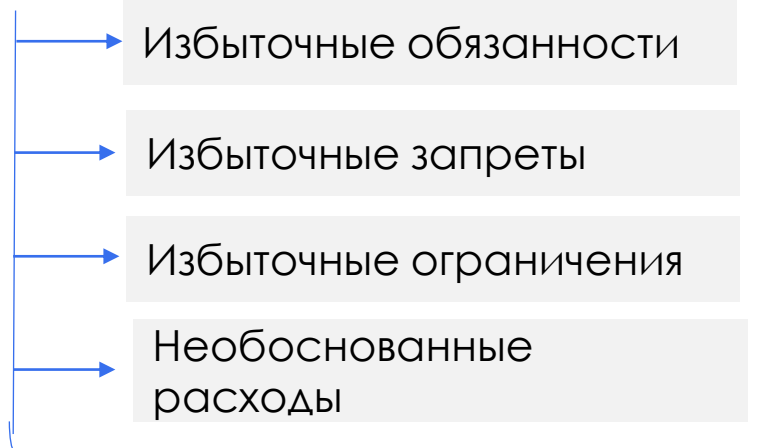 Избыточные обязанности
Избыточные запреты
Избыточные ограничения
Необоснованные
расходы